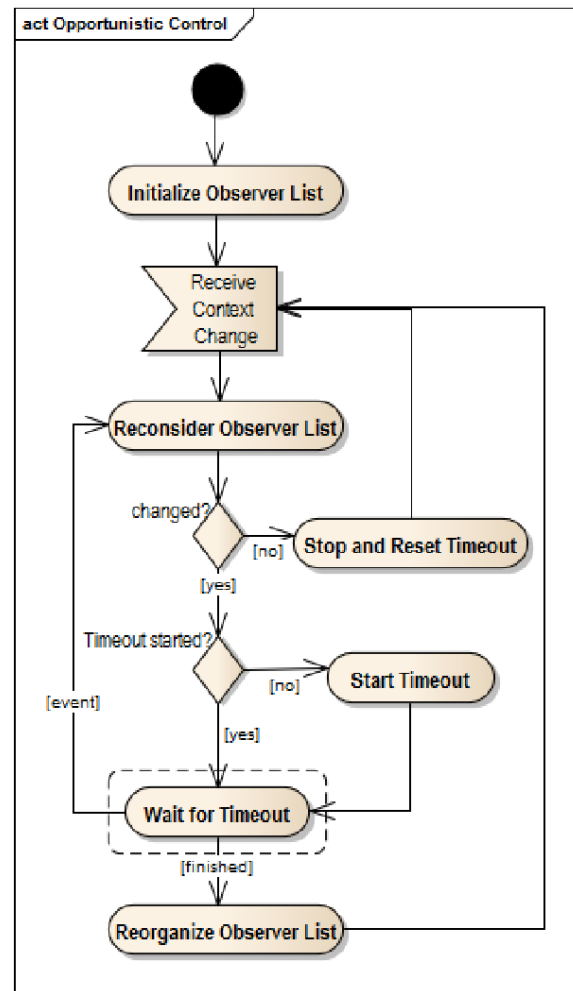 act Opportunistic Control
Initialize Observer List
Receive
Context
Change
Reconsider Observer List
changed?
[no]
Stop and Reset Timeout
[yes]
Timeout started?
[no]
Start Timeout
[event]
[yes]
Wait for Timeout
[finished]
Reorganize Observer List